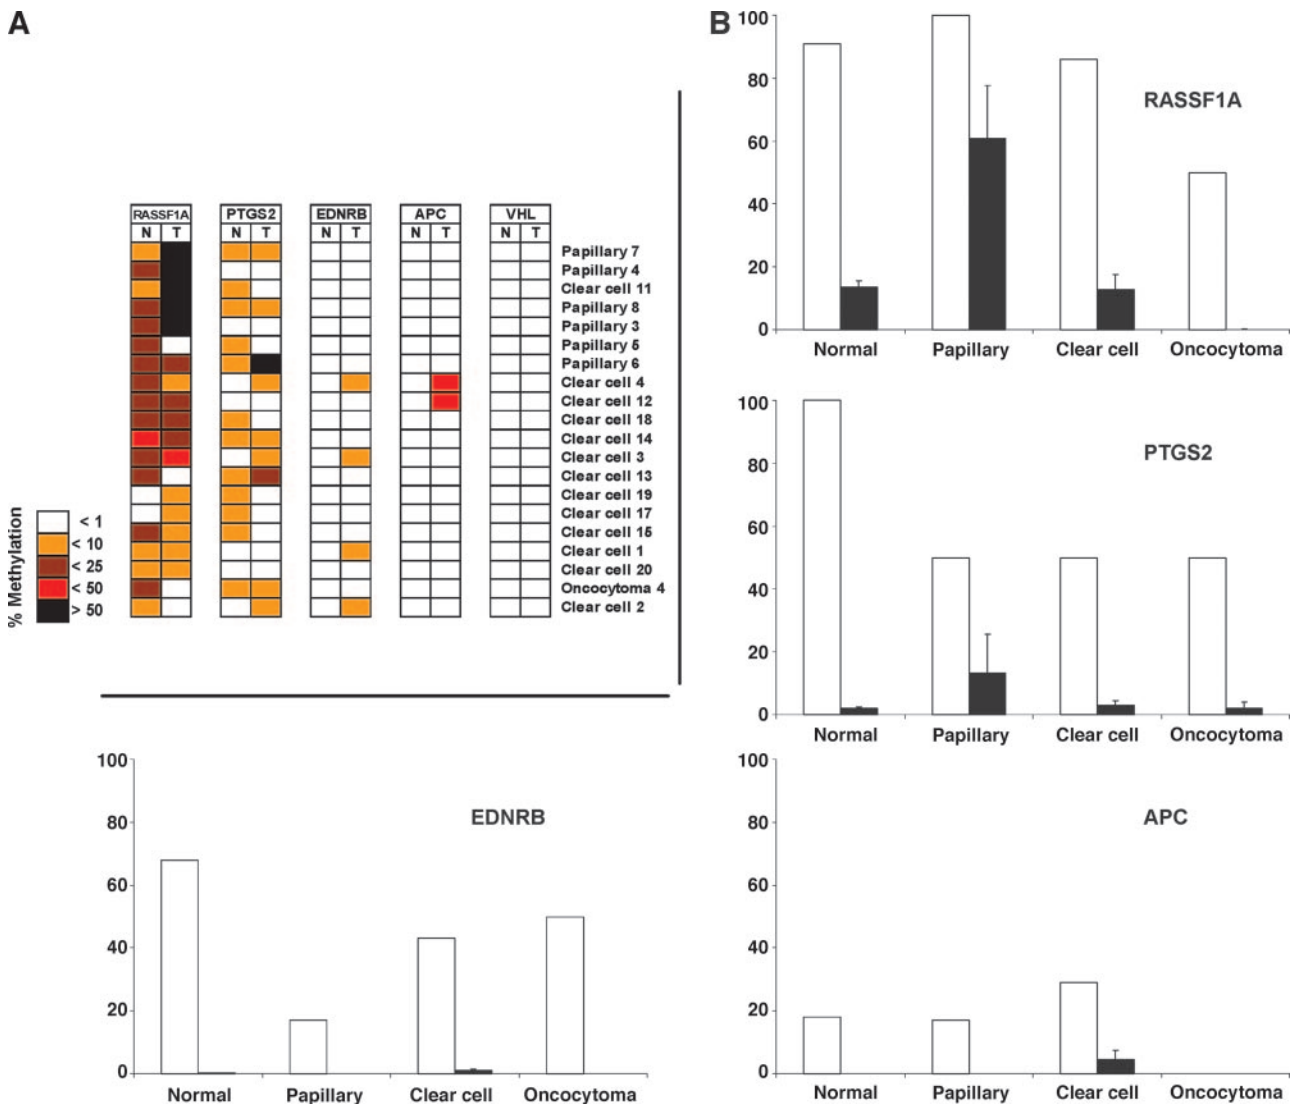 A
RASSF1A PTGS2 EDNRB APC VHL
N T N T N T N T N T
Papillary 7
Papillary 4
Clear cell 11
Papillary 8
Papillary 3
Papillary 5
Papillary 6
Clear cell 4
Clear cell 12
Clear cell 18
Clear cell 14
Clear cell 3
Clear cell 13
Clear cell 19
Clear cell 17
Clear cell 15
Clear cell 1
Clear cell 20
Oncocytoma 4
Clear cell 2
% Methylation
< 1
< 10
< 25
< 50
> 50
B
RASSF1A
100
80
60
40
20
0
Normal Papillary Clear cell Oncocytoma
PTGS2
100
80
60
40
20
0
Normal Papillary Clear cell Oncocytoma
EDNRB
100
80
60
40
20
0
Normal Papillary Clear cell Oncocytoma
APC
100
80
60
40
20
0
Normal Papillary Clear cell Oncocytoma